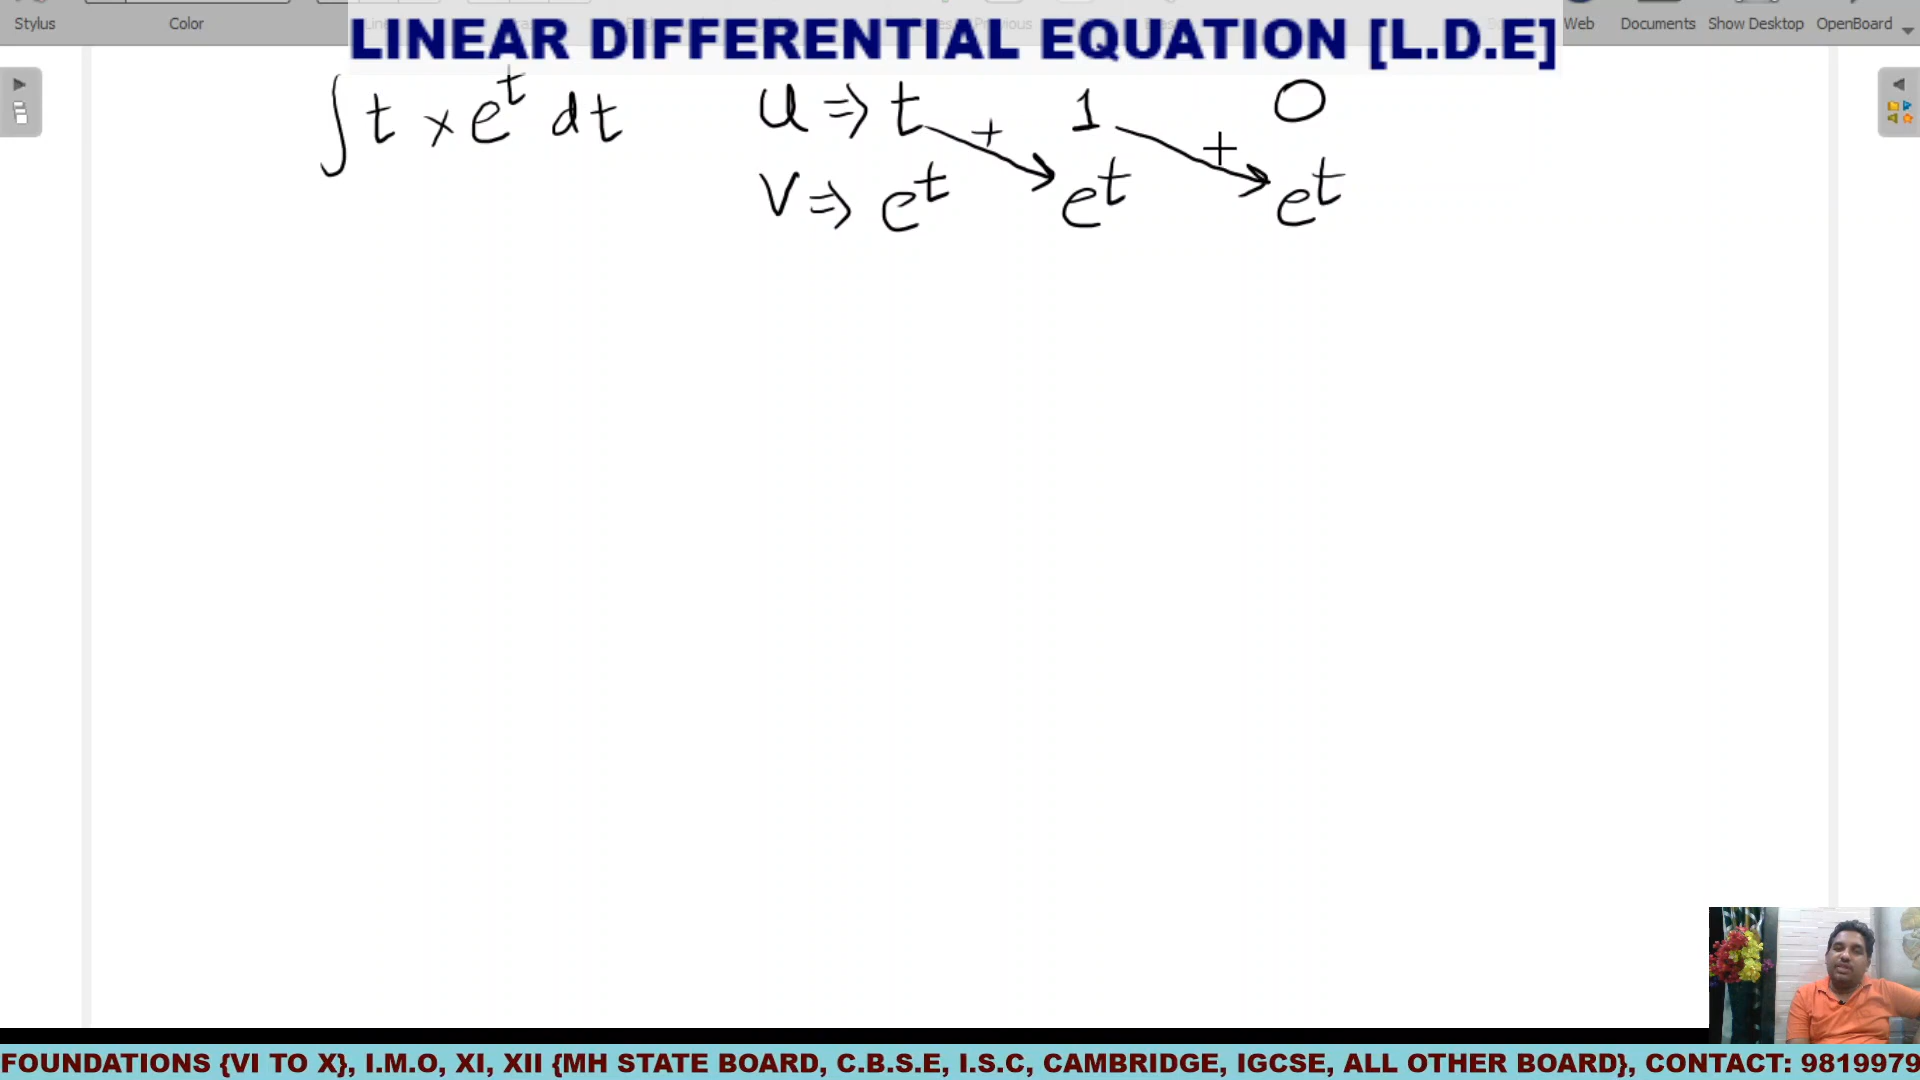 Stylus Color Web Documents Show Desktop OpenBoard
LINEAR DIFFERENTIAL EQUATION [L.D.E]
∫ t × e^t dt
u ⇒ t + 1 + 0
v ⇒ e^t e^t e^t
FOUNDATIONS {VI TO X}, I.M.O, XI, XII {MH STATE BOARD, C.B.S.E, I.S.C, CAMBRIDGE, IGCSE, ALL OTHER BOARD}, CONTACT: 9819979